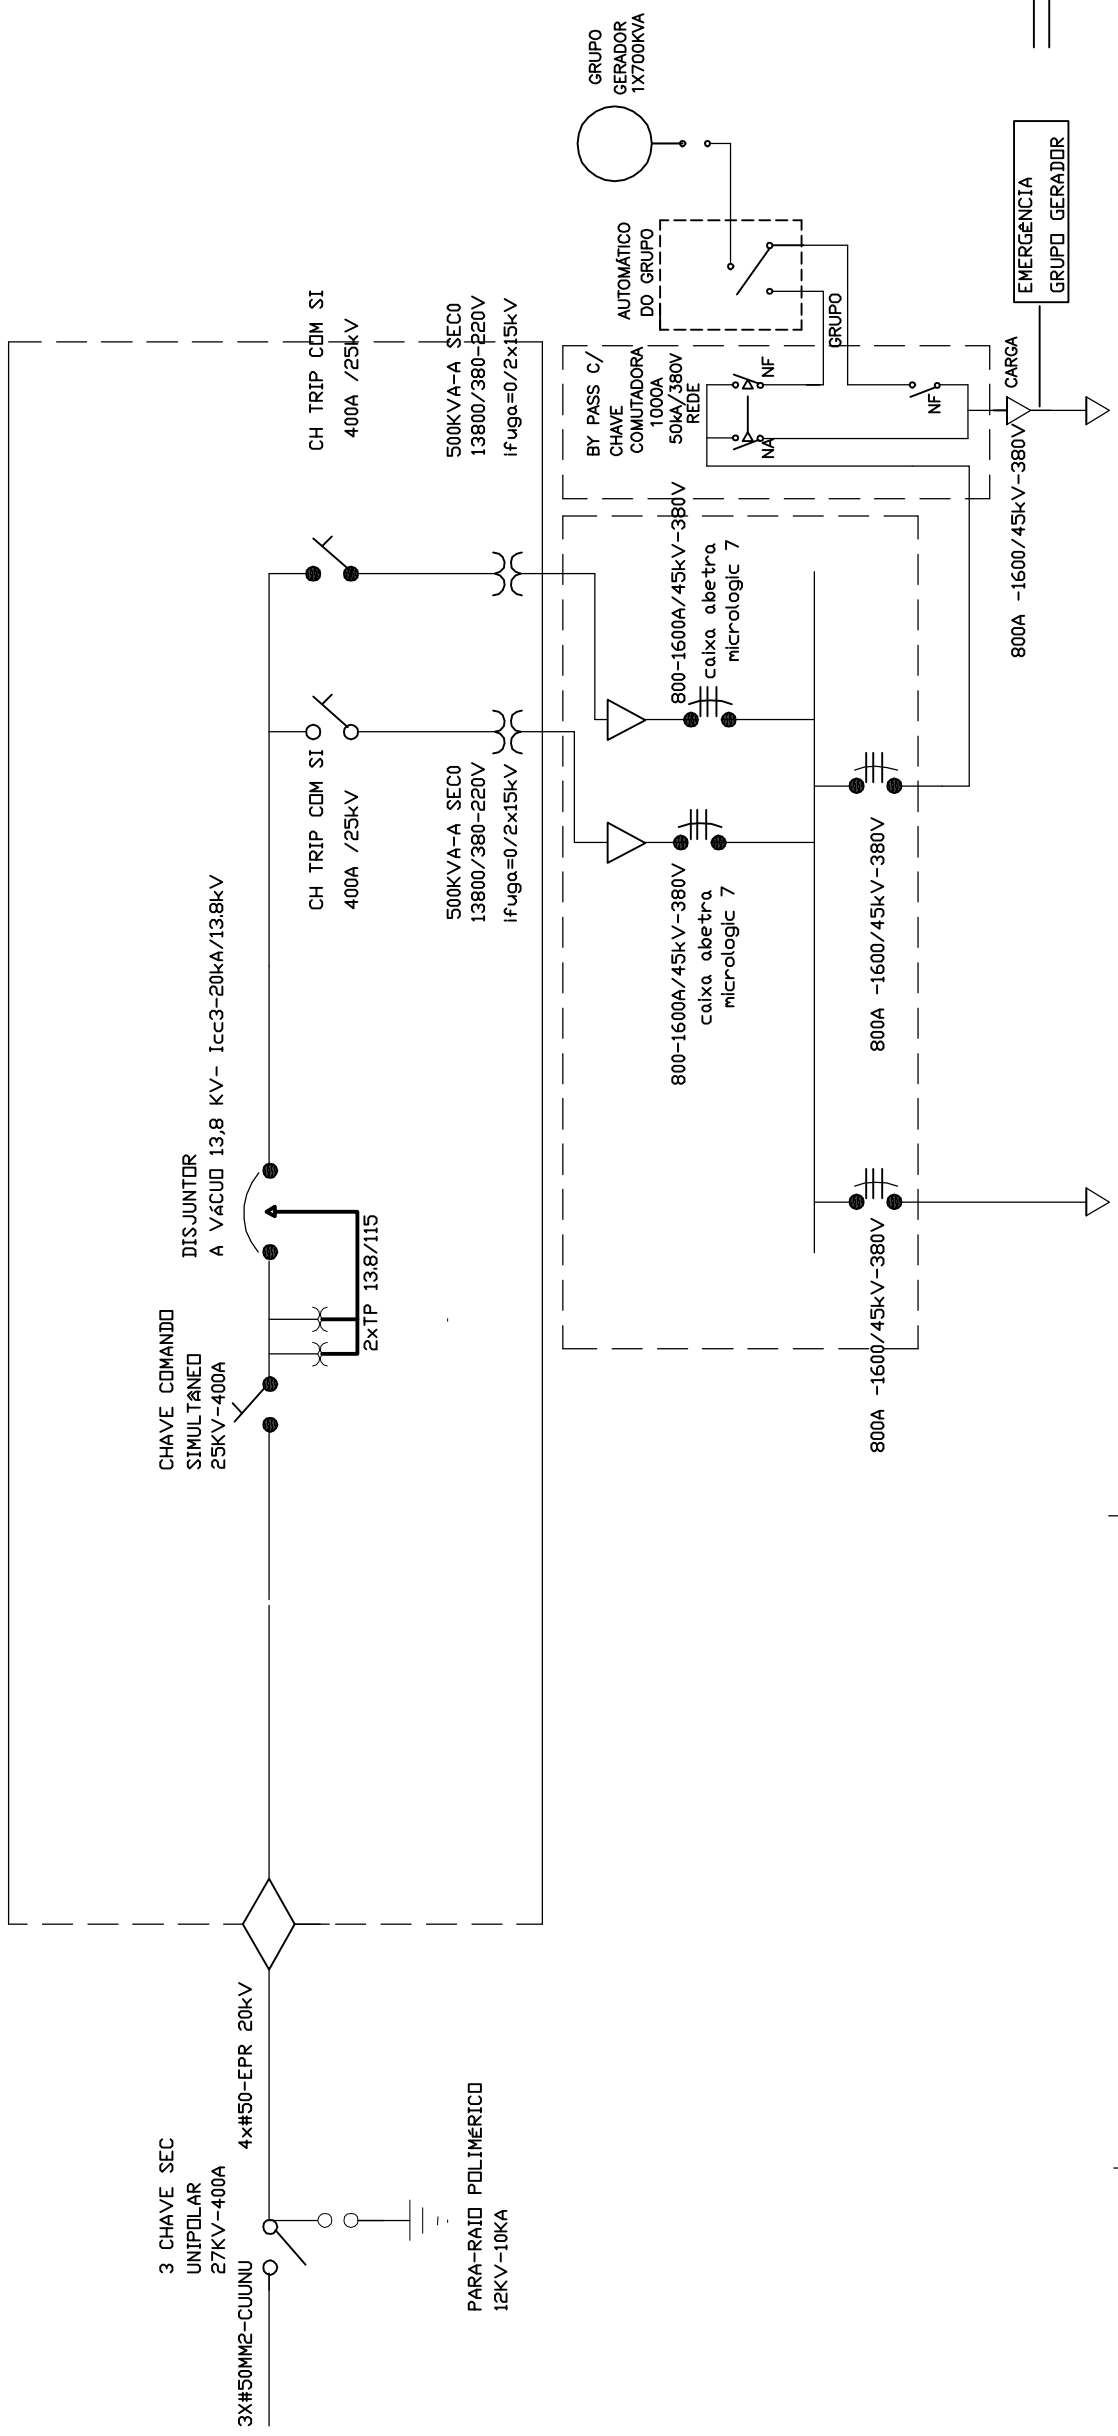 3X#50MM2-CUUNU
3 CHAVE SEC
UNIPOLAR
27KV-400A
4x#50-EPR 20kV
PARA-RAIO POLIMÉRICO
12KV-10KA
CHAVE COMANDO
SIMULTÂNEO
25KV-400A
2xTP 13.8/115
DISJUNTOR
A VÁCUO 13,8 KV- Icc3-20kA/13.8kV
CH TRIP COM SI
400A /25kV
500KVA-A SECO
13800/380-220V
ifuga=0/2x15kV
CH TRIP COM SI
400A /25kV
500KVA-A SECO
13800/380-220V
ifuga=0/2x15kV
800-1600A/45kV-380V
caixa abetra
micrologic 7
800-1600A/45kV-380V
caixa abetra
micrologic 7
800A -1600/45kV-380V
800A -1600/45kV-380V
BY PASS C/
CHAVE
COMUTADORA
1000A
50kA/380V
REDE
NA
NF
GRUPO
NF
AUTOMÁTICO
DO GRUPO
GRUPO
GERADOR
1X700KVA
CARGA
800A -1600/45kV-380V
EMERGÊNCIA
GRUPO GERADOR